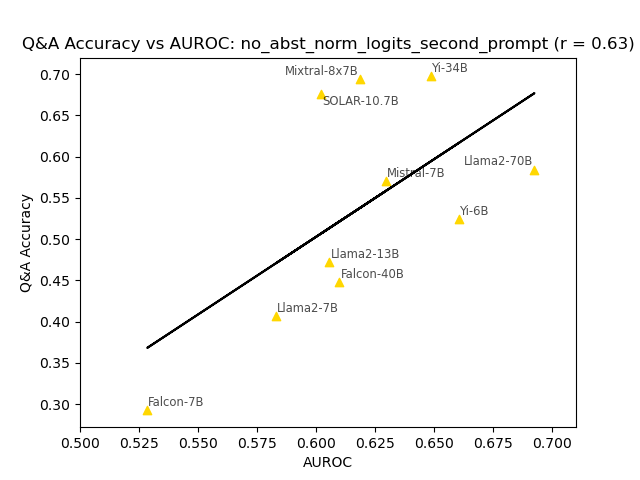 Q&A Accuracy vs AUROC: no_abst_norm_logits_second_prompt (r = 0.63)
Q&A Accuracy
0.70
0.65
0.60
0.55
0.50
0.45
0.40
0.35
0.30
Mixtral-8x7B
Yi-34B
SOLAR-10.7B
Llama2-70B
Mistral-7B
Yi-6B
Llama2-13B
Falcon-40B
Llama2-7B
Falcon-7B
0.500 0.525 0.550 0.575 0.600 0.625 0.650 0.675 0.700
AUROC